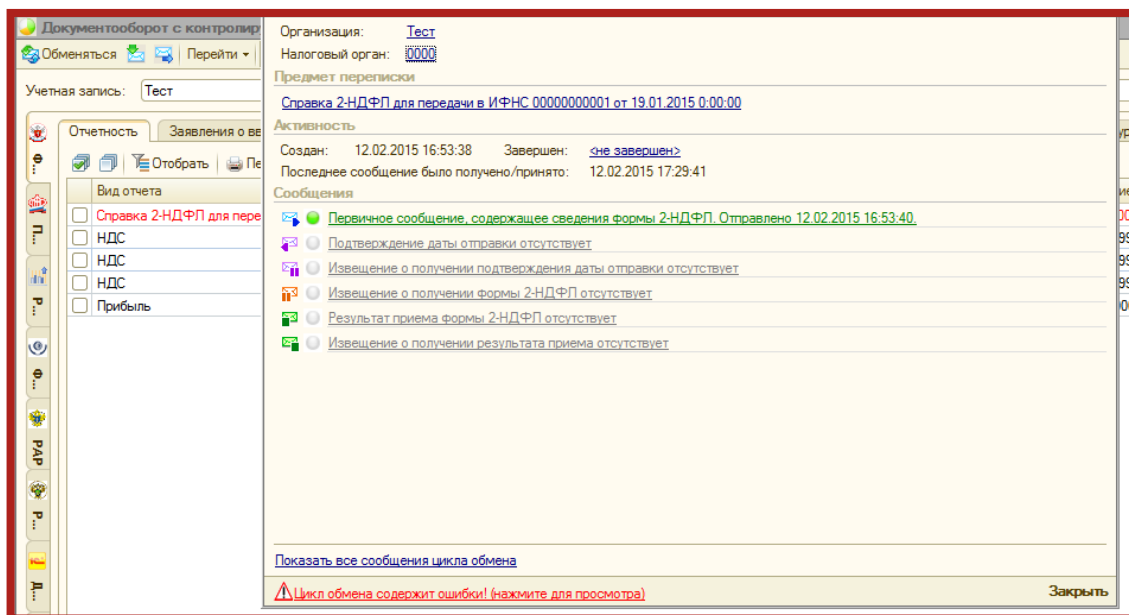 Документооборот с контролир
Организация: Тест
Обменяться Перейти
Налоговый орган: 0000
Предмет переписки
Учетная запись: Тест
Справка 2-НДФЛ для передачи в ИФНС 00000000001 от 19.01.2015 0:00:00
Активность
Отчетность Заявления о вв
Создан: 12.02.2015 16:53:38 Завершен: <не завершен>
Отобрать Пе
Последнее сообщение было получено/принято: 12.02.2015 17:29:41
Вид отчета
Сообщения
Справка 2-НДФЛ для пере
Первичное сообщение, содержащее сведения формы 2-НДФЛ. Отправлено 12.02.2015 16:53:40.
НДС
Подтверждение даты отправки отсутствует
НДС
Извещение о получении подтверждения даты отправки отсутствует
НДС
Извещение о получении формы 2-НДФЛ отсутствует
Прибыль
Результат приема формы 2-НДФЛ отсутствует
Извещение о получении результата приема отсутствует
Ф...
П...
Р...
Ф...
РАР
Р...
Д...
Показать все сообщения цикла обмена
Цикл обмена содержит ошибки! (нажмите для просмотра)
Закрыть